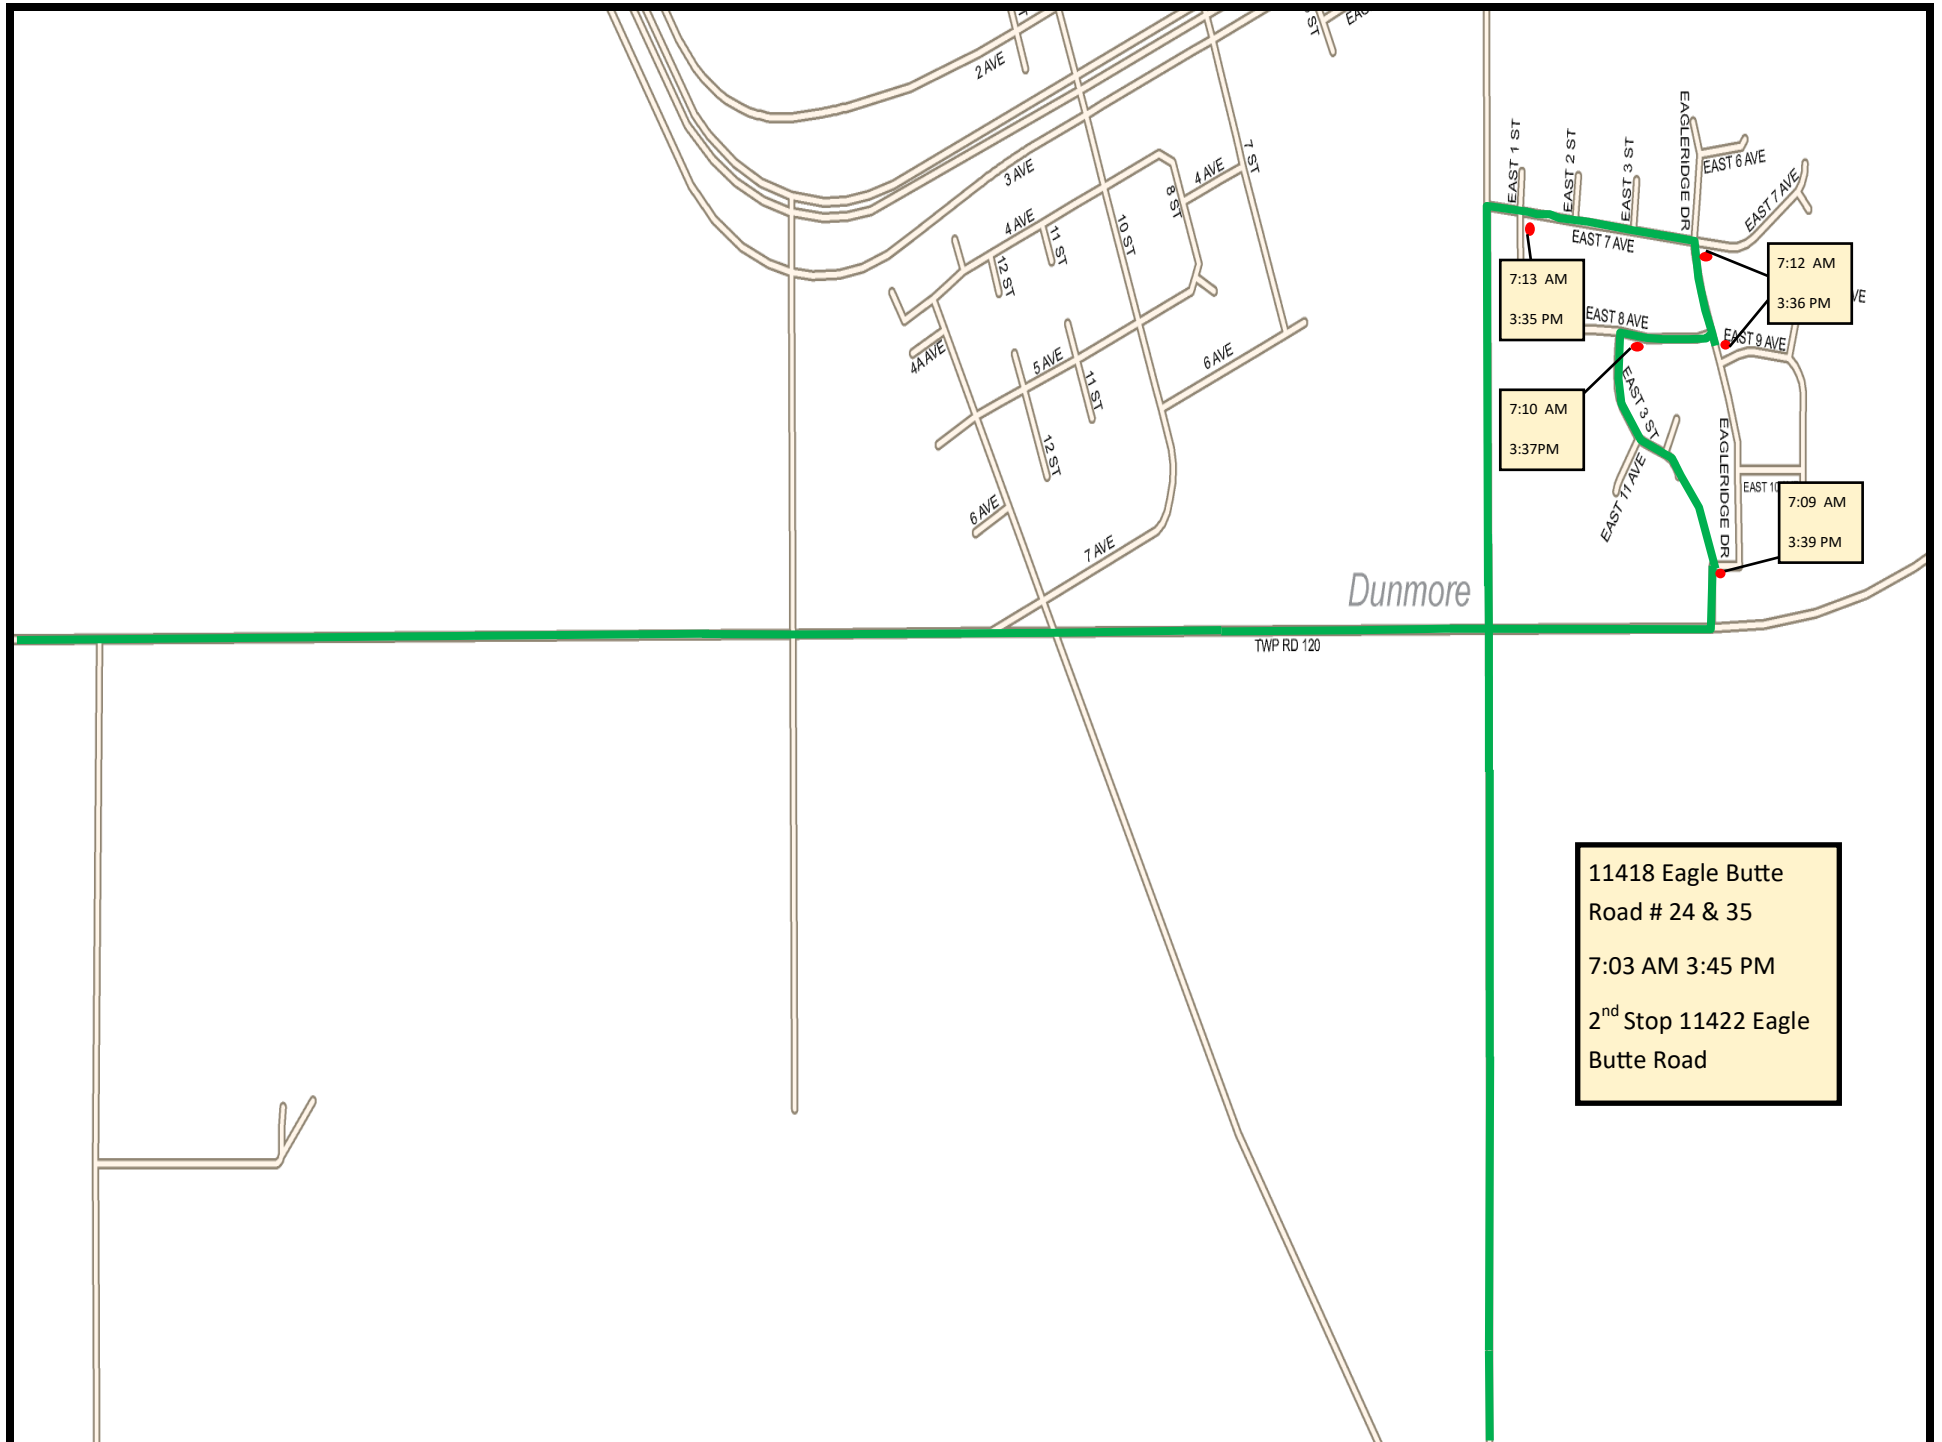 2 AVE
3 AVE
4 AVE
4 AVE
7 ST
8 ST
10 ST
11 ST
12 ST
4A AVE
5 AVE
11 ST
12 ST
6 AVE
6 AVE
7 AVE
EAST 1 ST
EAST 2 ST
EAST 3 ST
EAGLERIDGE DR
EAST 6 AVE
EAST 7 AVE
EAST 7 AVE
7:13 AM
3:35 PM
7:12 AM
3:36 PM
VE
EAST 8 AVE
EAST 9 AVE
7:10 AM
3:37PM
EAST 3 ST
EAST 11 AVE
EAGLERIDGE DR
EAST 10
7:09 AM
3:39 PM
Dunmore
TWP RD 120
11418 Eagle Butte
Road # 24 & 35
7:03 AM 3:45 PM
2nd Stop 11422 Eagle
Butte Road